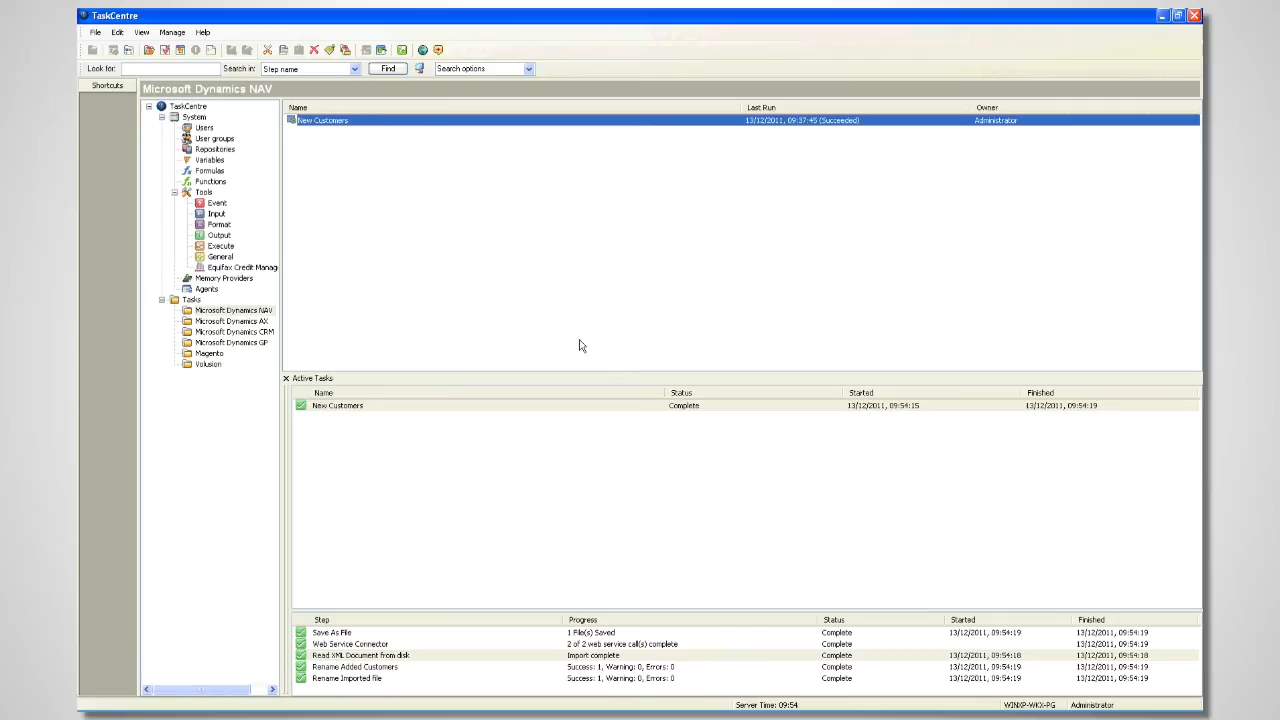 TaskCentre
File Edit View Manage Help
Look for: Search in: Step name Find Search options
Shortcuts
Microsoft Dynamics NAV
TaskCentre
System
Users
User groups
Repositories
Variables
Formulas
Functions
Tools
Event
Input
Format
Output
Execute
General
Equifax Credit Manag
Memory Providers
Agents
Tasks
Microsoft Dynamics NAV
Microsoft Dynamics AX
Microsoft Dynamics CRM
Microsoft Dynamics GP
Magento
Volusion
Name Last Run Owner
New Customers 13/12/2011, 09:37:45 (Succeeded) Administrator
Active Tasks
Name Status Started Finished
New Customers Complete 13/12/2011, 09:54:15 13/12/2011, 09:54:19
Step Progress Status Started Finished
Save As File 1 File(s) Saved Complete 13/12/2011, 09:54:19 13/12/2011, 09:54:19
Web Service Connector 2 of 2 web service call(s) complete Complete 13/12/2011, 09:54:19
Read XML Document from disk Import complete Complete 13/12/2011, 09:54:18 13/12/2011, 09:54:18
Rename Added Customers Success: 1, Warning: 0, Errors: 0 Complete 13/12/2011, 09:54:19 13/12/2011, 09:54:19
Rename Imported file Success: 1, Warning: 0, Errors: 0 Complete 13/12/2011, 09:54:19 13/12/2011, 09:54:19
Server Time: 09:54 WINXP-WKX-PG Administrator